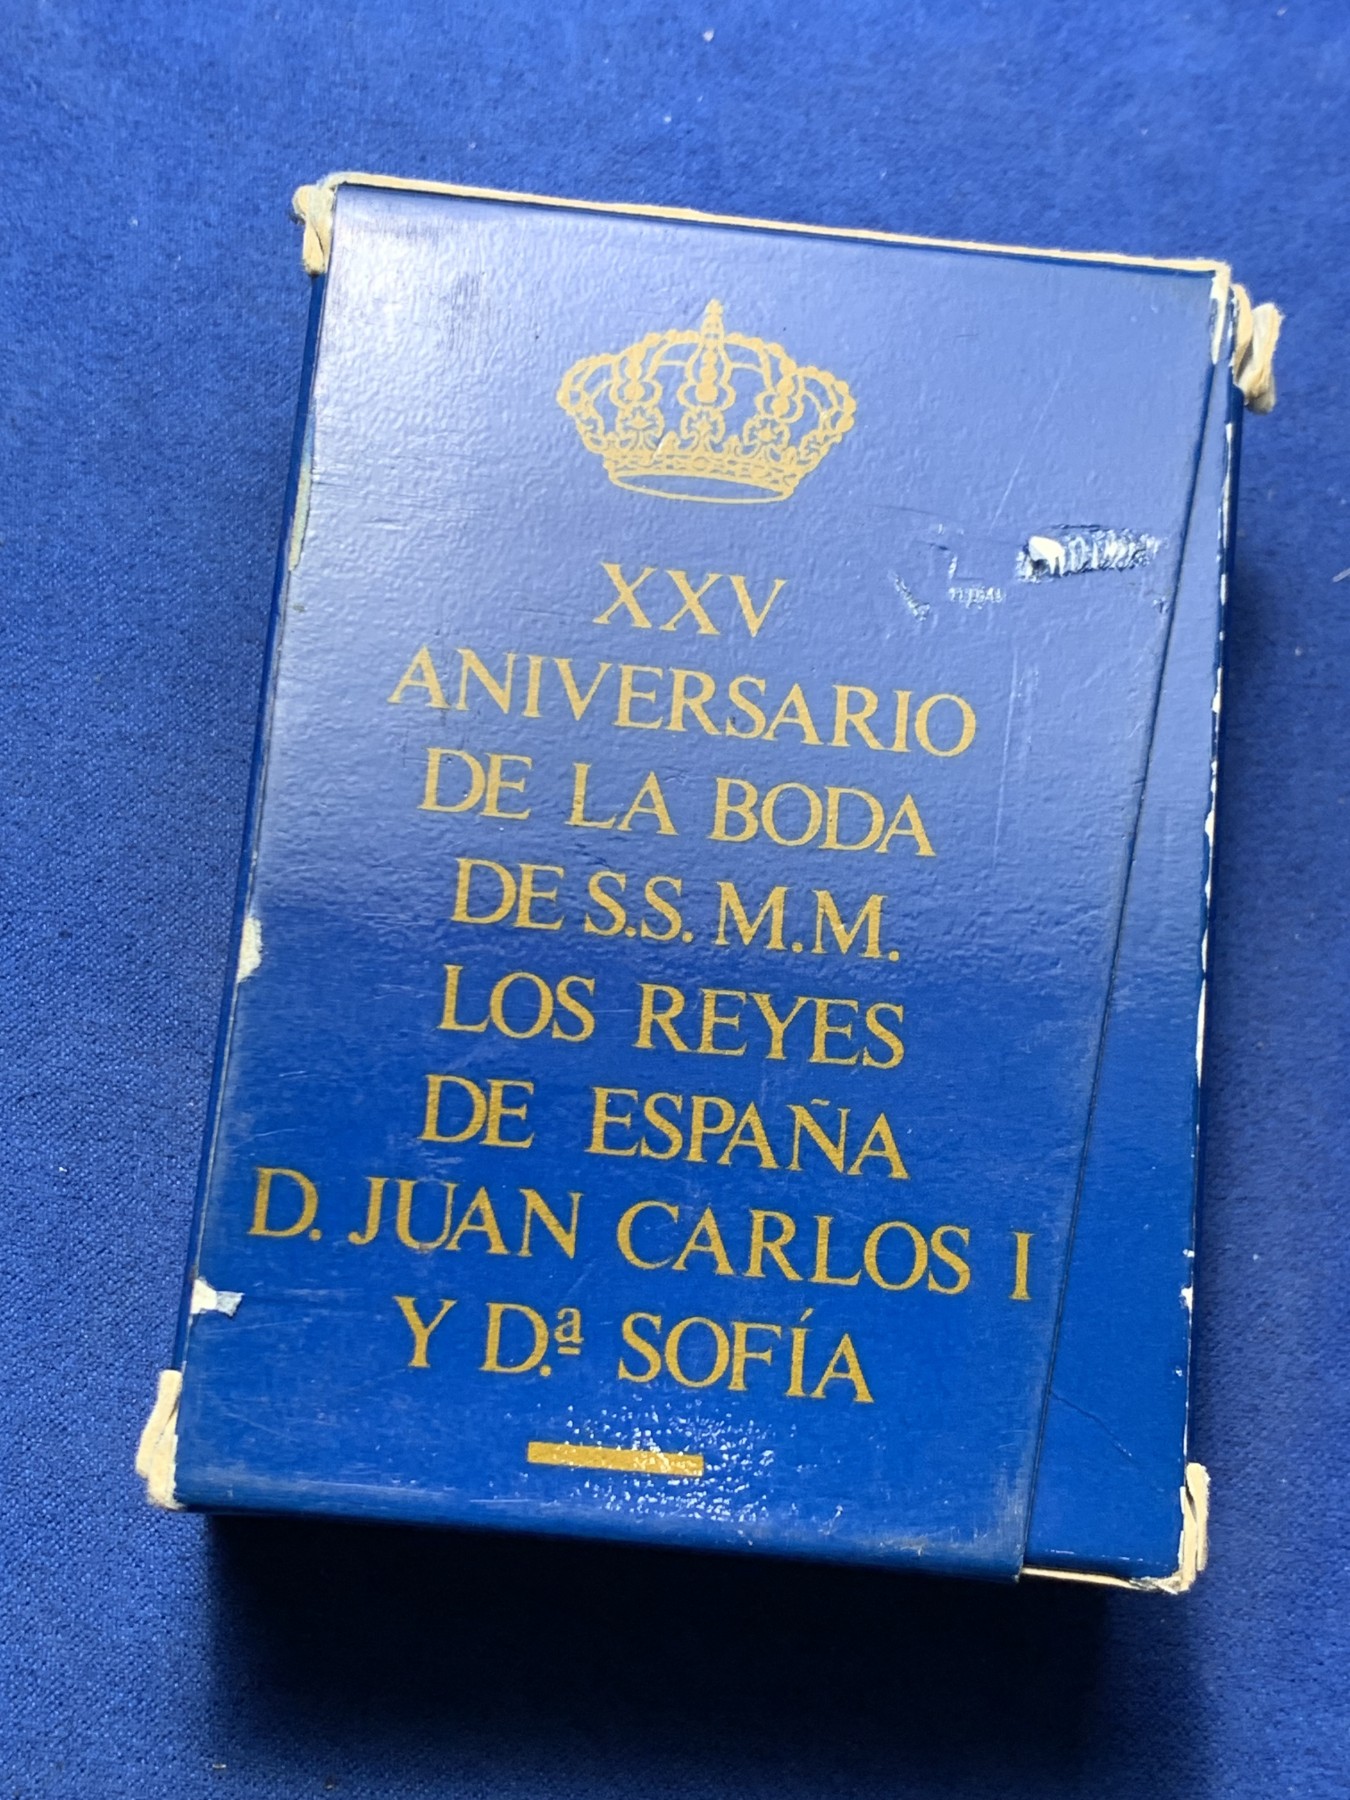 XXV
ANIVERSARIO
DE LA BODA
DE S.S. M.M.
LOS REYES
DE ESPAÑA
D. JUAN CARLOS I
Y D.ª SOFÍA